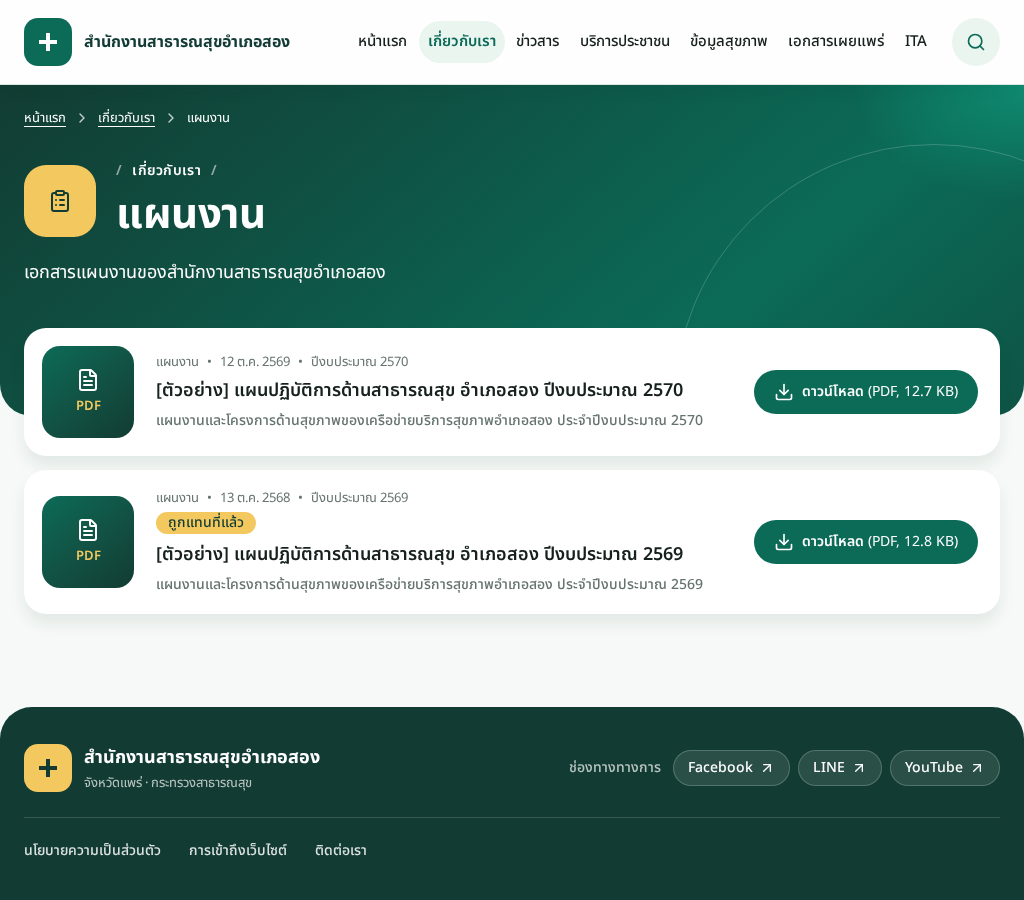 สำนักงานสาธารณสุขอำเภอสอง
หน้าแรก เกี่ยวกับเรา ข่าวสาร บริการประชาชน ข้อมูลสุขภาพ เอกสารเผยแพร่ ITA
หน้าแรก > เกี่ยวกับเรา > แผนงาน
/ เกี่ยวกับเรา /
แผนงาน
เอกสารแผนงานของสำนักงานสาธารณสุขอำเภอสอง
PDF
แผนงาน • 12 ต.ค. 2569 • ปีงบประมาณ 2570
[ตัวอย่าง] แผนปฏิบัติการด้านสาธารณสุข อำเภอสอง ปีงบประมาณ 2570
แผนงานและโครงการด้านสุขภาพของเครือข่ายบริการสุขภาพอำเภอสอง ประจำปีงบประมาณ 2570
ดาวน์โหลด (PDF, 12.7 KB)
PDF
แผนงาน • 13 ต.ค. 2568 • ปีงบประมาณ 2569
ถูกแทนที่แล้ว
[ตัวอย่าง] แผนปฏิบัติการด้านสาธารณสุข อำเภอสอง ปีงบประมาณ 2569
แผนงานและโครงการด้านสุขภาพของเครือข่ายบริการสุขภาพอำเภอสอง ประจำปีงบประมาณ 2569
ดาวน์โหลด (PDF, 12.8 KB)
สำนักงานสาธารณสุขอำเภอสอง
จังหวัดแพร่ · กระทรวงสาธารณสุข
ช่องทางทางการ Facebook LINE YouTube
นโยบายความเป็นส่วนตัว การเข้าถึงเว็บไซต์ ติดต่อเรา